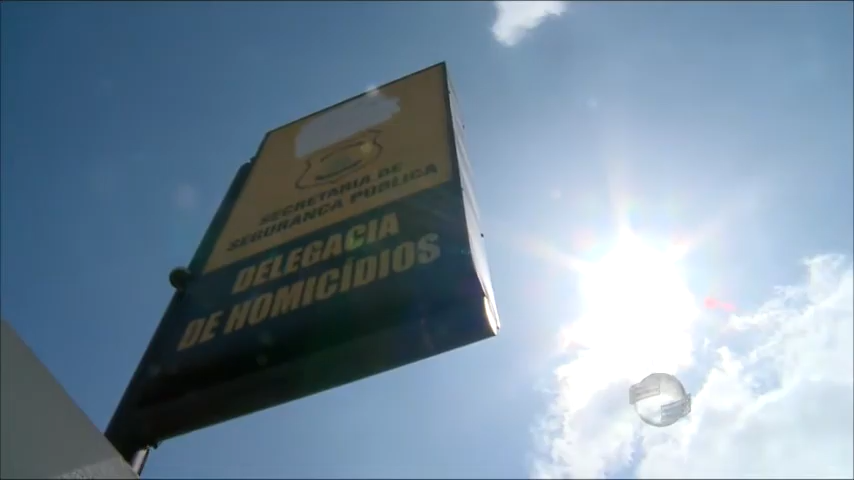 SECRETARIA DE
SEGURANÇA PÚBLICA
DELEGACIA
DE HOMICÍDIOS